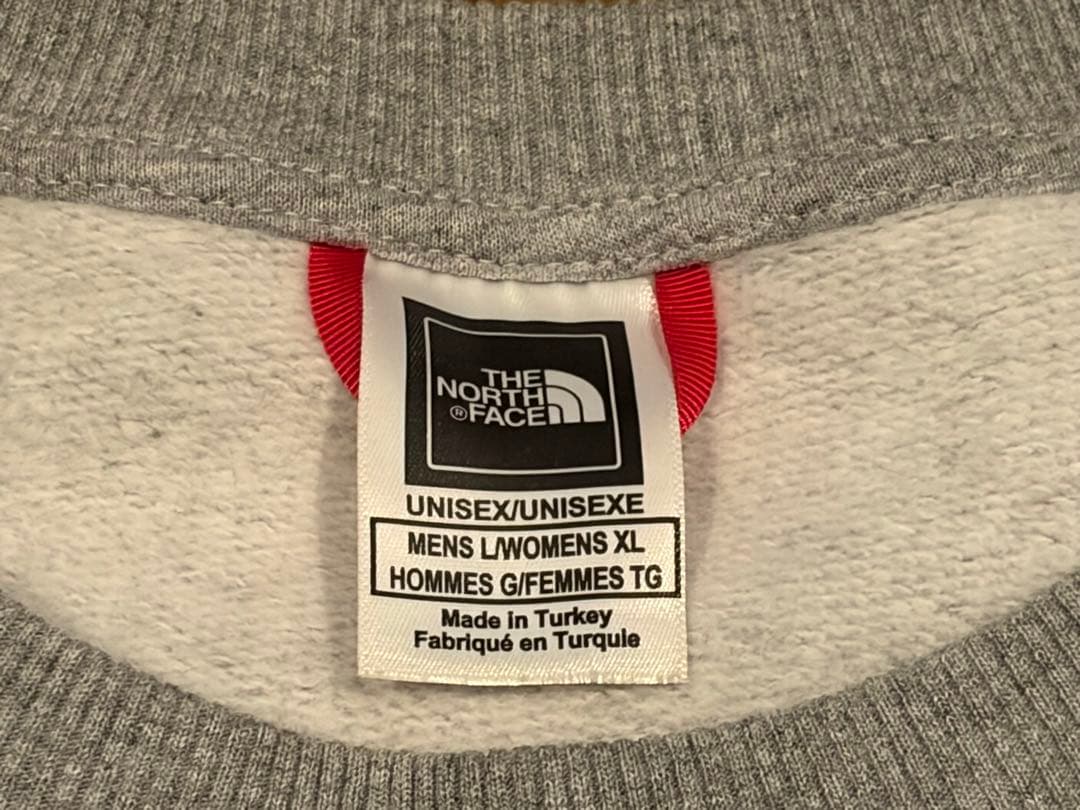 THE
NORTH
®FACE
UNISEX/UNISEXE
MENS L/WOMENS XL
HOMMES G/FEMMES TG
Made in Turkey
Fabriqué en Turquie